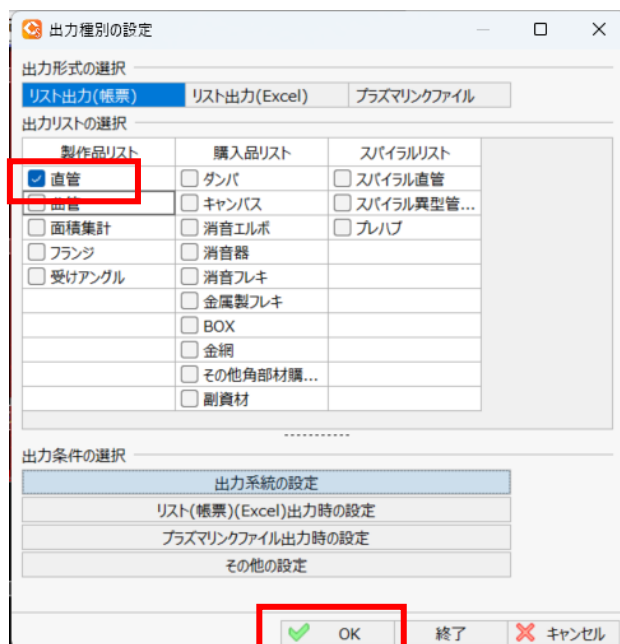 出力種別の設定
出力形式の選択
リスト出力(帳票) リスト出力(Excel) プラズマリンクファイル
出力リストの選択
製作品リスト 購入品リスト スパイラルリスト
直管 ダンパ スパイラル直管
曲管 キャンバス スパイラル異型管...
面積集計 消音エルボ プレハブ
フランジ 消音器
受けアングル 消音フレキ
金属製フレキ
BOX
金網
その他角部材購...
副資材
出力条件の選択
出力系統の設定
リスト(帳票)(Excel)出力時の設定
プラズマリンクファイル出力時の設定
その他の設定
OK 終了 キャンセル